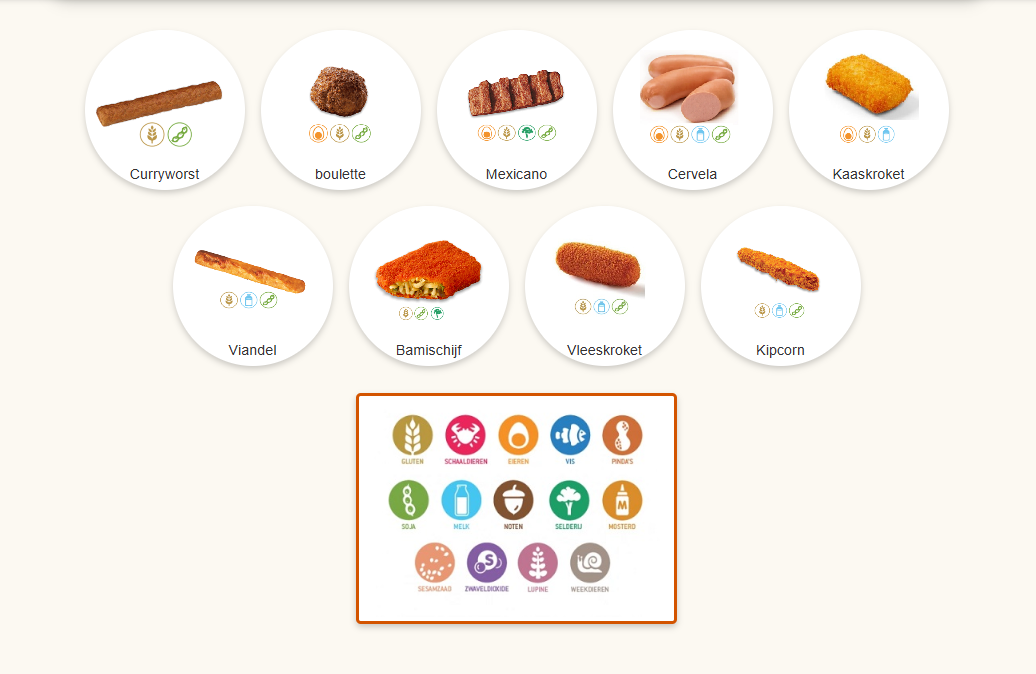 Curryworst boulette Mexicano Cervela Kaaskroket
Viandel Bamischijf Vleeskroket Kipcorn
GLUTEN SCHAALDIEREN EIEREN VIS PINDA'S
SOJA MELK NOTEN SELDERIJ MOSTERD
SESAMZAAD ZWAVELDIOXIDE LUPINE WEEKDIEREN